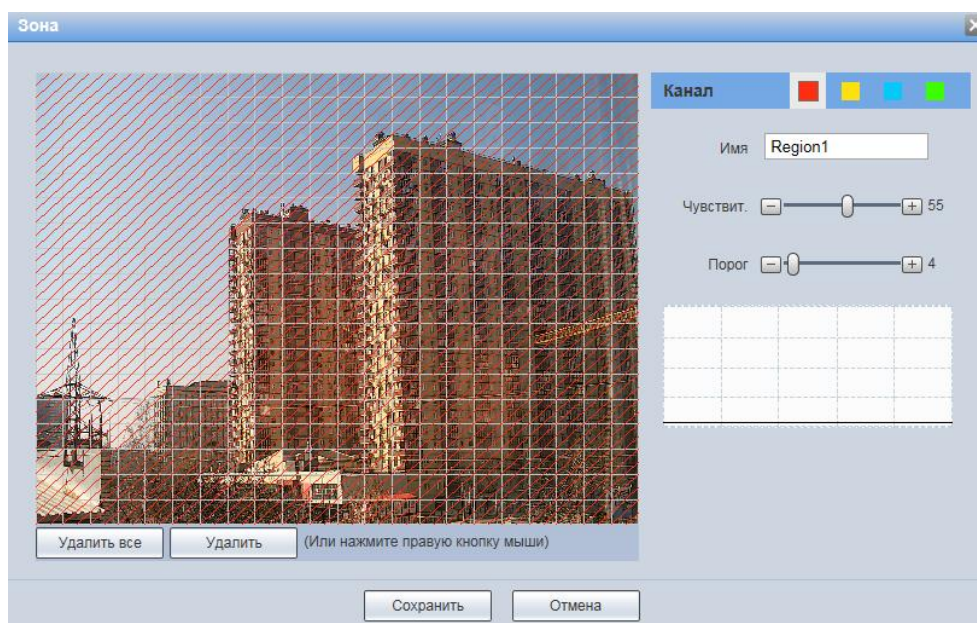 Зона
Канал
Имя Region1
Чувствит. 55
Порог 4
Удалить все Удалить (Или нажмите правую кнопку мыши)
Сохранить Отмена